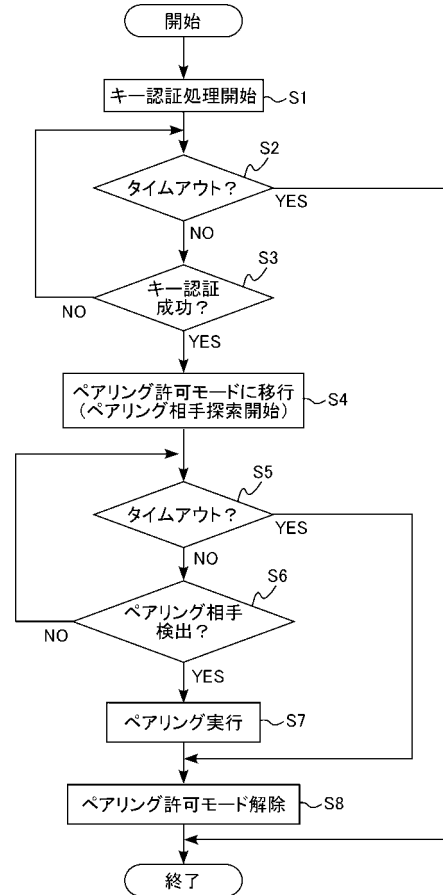 開始
キー認証処理開始
S1
タイムアウト?
S2
YES
NO
キー認証
成功?
S3
NO
YES
ペアリング許可モードに移行
(ペアリング相手探索開始)
S4
タイムアウト?
S5
YES
NO
ペアリング相手
検出?
S6
NO
YES
ペアリング実行
S7
ペアリング許可モード解除
S8
終了